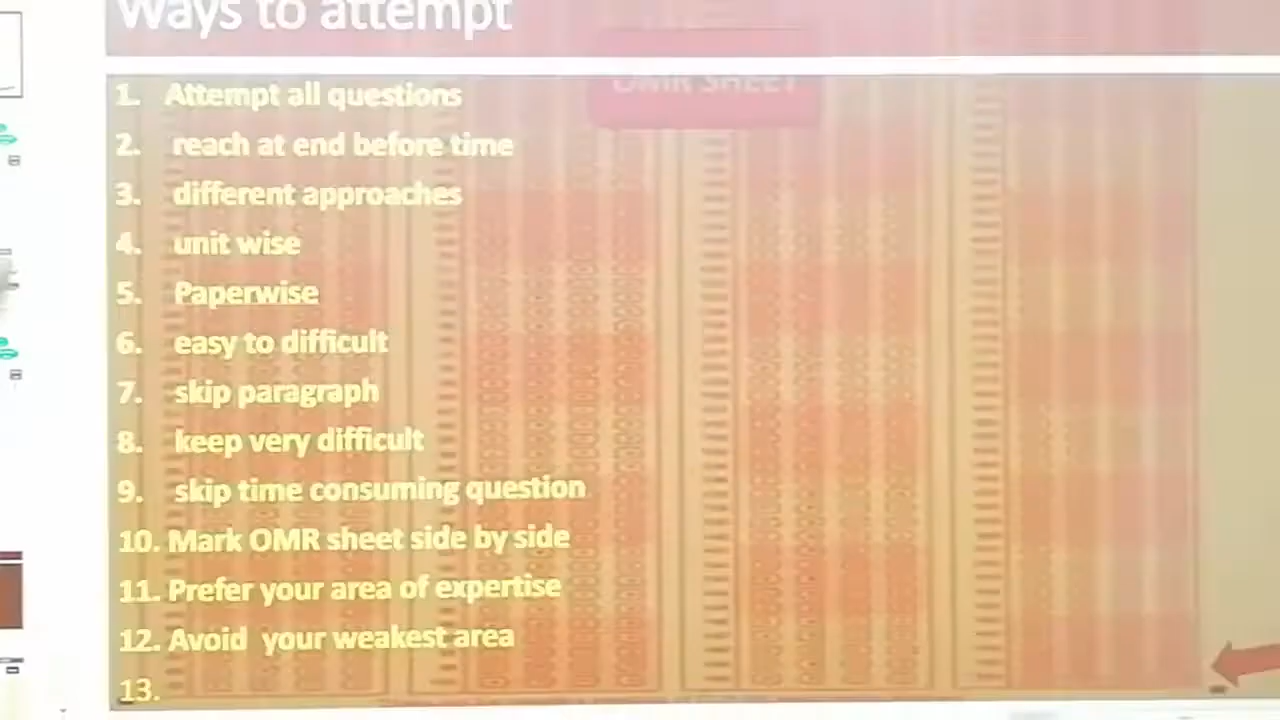 Ways to attempt
OMR SHEET
1. Attempt all questions
2. reach at end before time
3. different approaches
4. unit wise
5. Paperwise
6. easy to difficult
7. skip paragraph
8. keep very difficult
9. skip time consuming question
10. Mark OMR sheet side by side
11. Prefer your area of expertise
12. Avoid your weakest area
13.